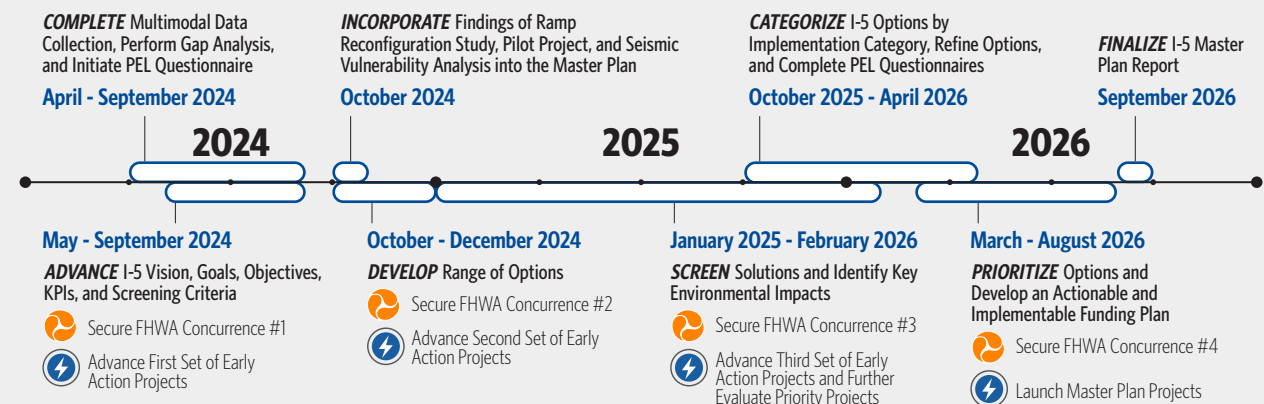 COMPLETE Multimodal Data
Collection, Perform Gap Analysis,
and Initiate PEL Questionnaire
April - September 2024
INCORPORATE Findings of Ramp
Reconfiguration Study, Pilot Project, and Seismic
Vulnerability Analysis into the Master Plan
October 2024
CATEGORIZE I-5 Options by
Implementation Category, Refine Options,
and Complete PEL Questionnaires
October 2025 - April 2026
FINALIZE I-5 Master
Plan Report
September 2026
2024
2025
2026
May - September 2024
ADVANCE I-5 Vision, Goals, Objectives,
KPIs, and Screening Criteria
Secure FHWA Concurrence #1
Advance First Set of Early
Action Projects
October - December 2024
DEVELOP Range of Options
Secure FHWA Concurrence #2
Advance Second Set of Early
Action Projects
January 2025 - February 2026
SCREEN Solutions and Identify Key
Environmental Impacts
Secure FHWA Concurrence #3
Advance Third Set of Early
Action Projects and Further
Evaluate Priority Projects
March - August 2026
PRIORITIZE Options and
Develop an Actionable and
Implementable Funding Plan
Secure FHWA Concurrence #4
Launch Master Plan Projects